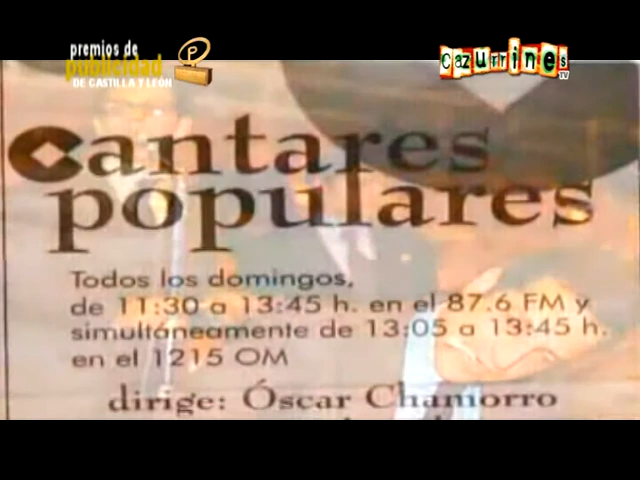 premios de
publicidad
DE CASTILLA Y LEÓN
cazurrines
TV
Cantares
populares
Todos los domingos,
de 11:30 a 13:45 h. en el 87.6 FM y
simultáneamente de 13:05 a 13:45 h.
en el 1215 OM
dirige: Óscar Chamorro